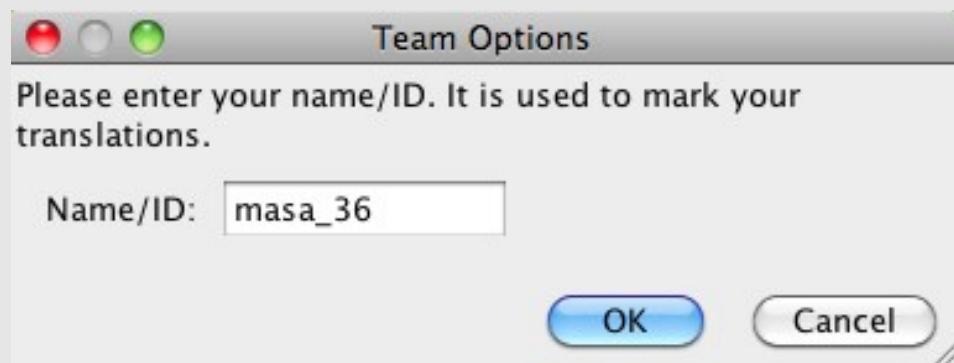 Team Options
Please enter your name/ID. It is used to mark your
translations.
Name/ID: masa_36
OK Cancel